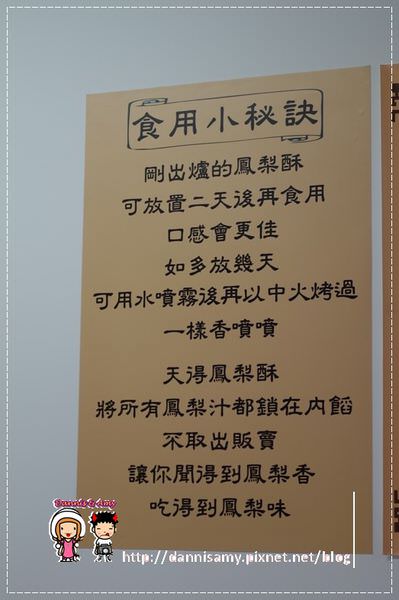 食用小秘訣
剛出爐的鳳梨酥
可放置二天後再食用
口感會更佳
如多放幾天
可用水噴霧後再以中火烤過
一樣香噴噴
天得鳳梨酥
將所有鳳梨汁都鎖在內餡
不取出販賣
讓你聞得到鳳梨香
吃得到鳳梨味
Dannis & Amy
http://dannisamy.pixnet.net/blog